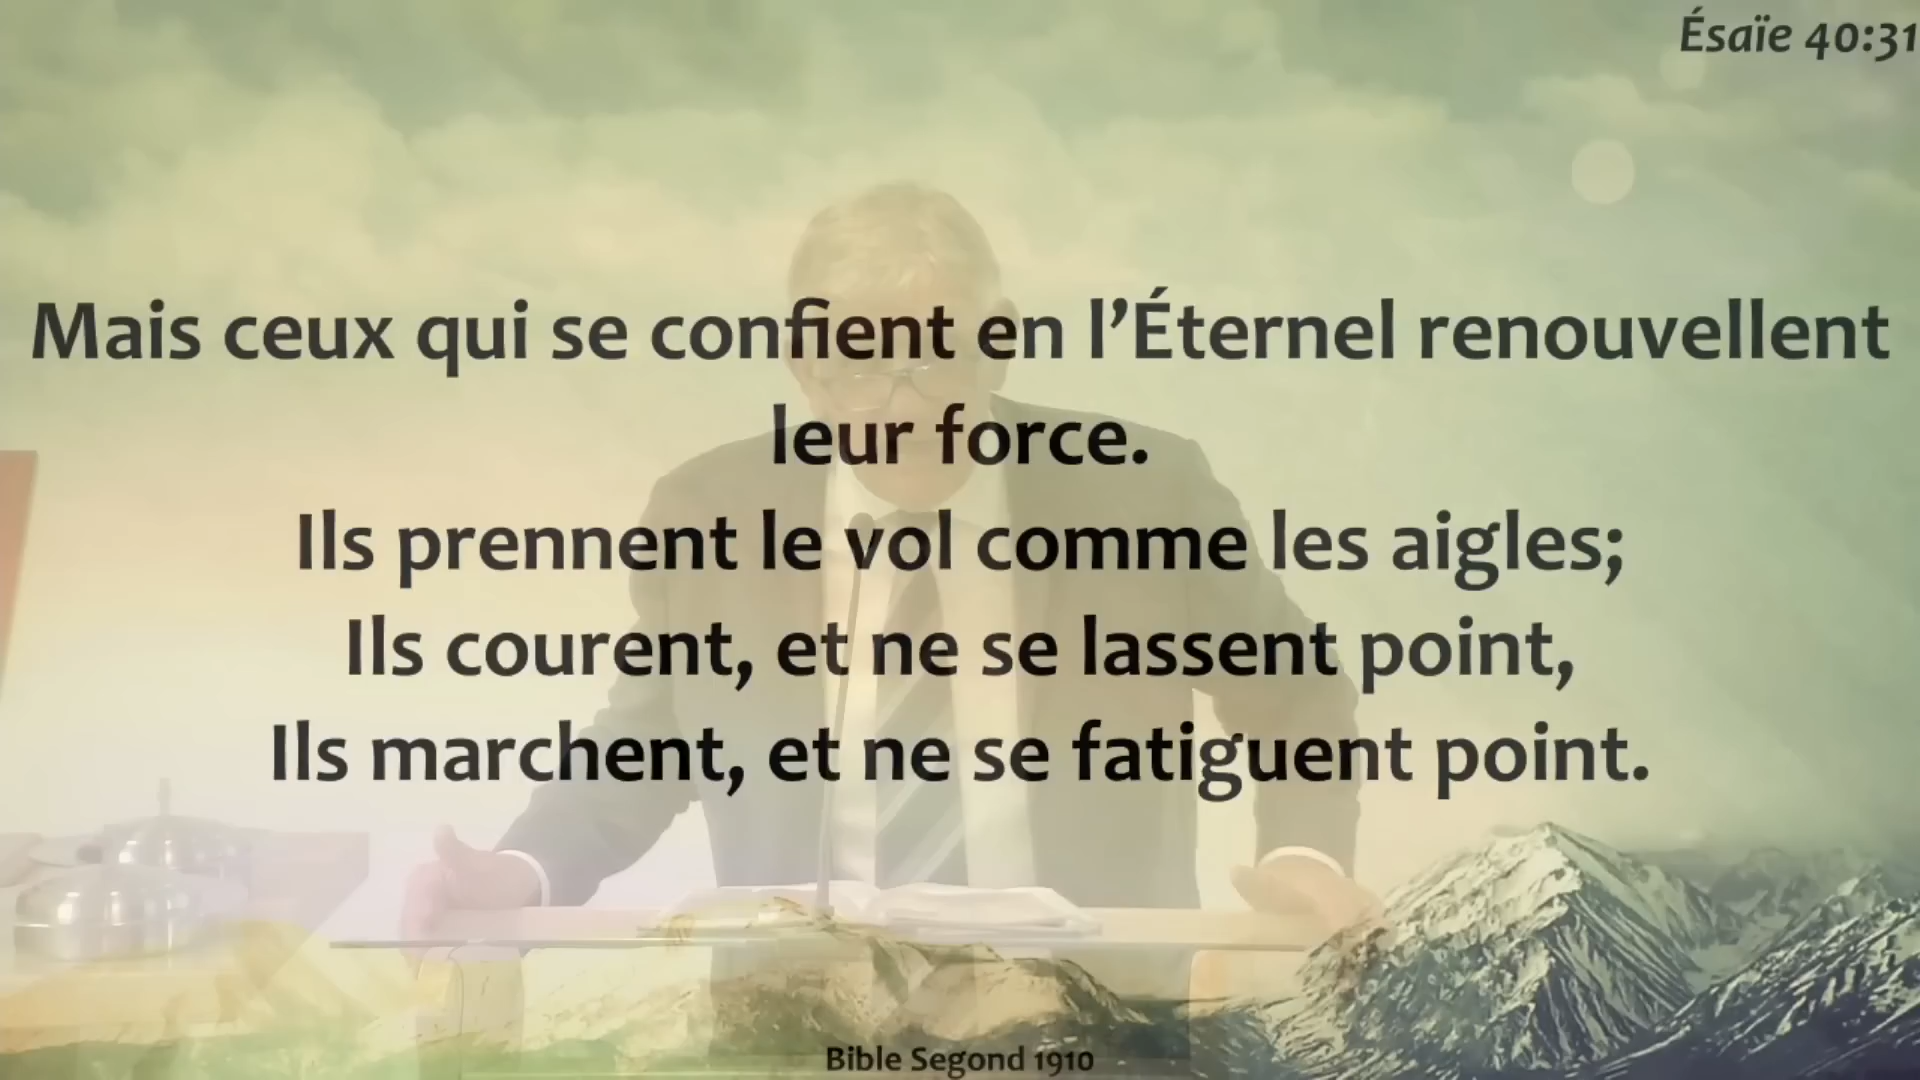 Ésaïe 40:31
Mais ceux qui se confient en l’Éternel renouvellent
leur force.
Ils prennent le vol comme les aigles;
Ils courent, et ne se lassent point,
Ils marchent, et ne se fatiguent point.
Bible Segond 1910